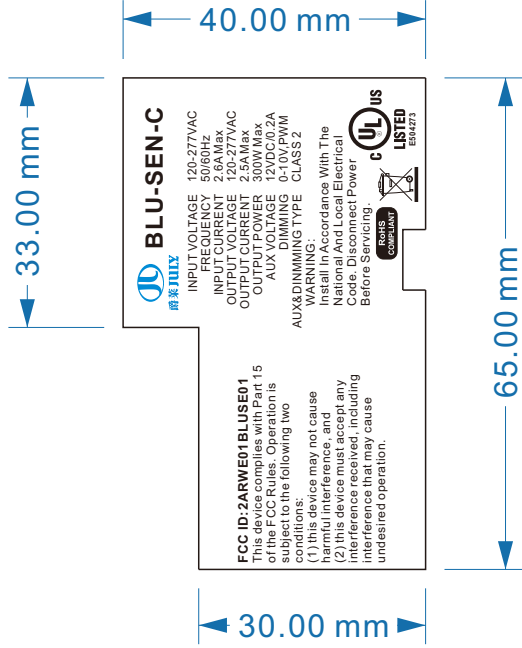 40.00 mm
33.00 mm
65.00 mm
30.00 mm
爵莱 JULY
BLU-SEN-C
INPUT VOLTAGE 120-277VAC
FREQUENCY 50/60Hz
INPUT CURRENT 2.6A Max
OUTPUT VOLTAGE 120-277VAC
OUTPUT CURRENT 2.5A Max
OUTPUT POWER 300W Max
AUX VOLTAGE 12VDC/0.2A
DIMMING 0-10V,PWM
AUX&DINMMING TYPE CLASS 2
WARNING:
Install In Accordance With The
National And Local Electrical
Code. Disconnect Power
Before Servicing.
RoHS
COMPLIANT
C UL US
®
LISTED
E504273
FCC ID:2ARWE01BLUSE01
This device complies with Part 15
of the FCC Rules. Operation is
subject to the following two
conditions:
(1) this device may not cause
harmful interference, and
(2) this device must accept any
interference received, including
interference that may cause
undesired operation.